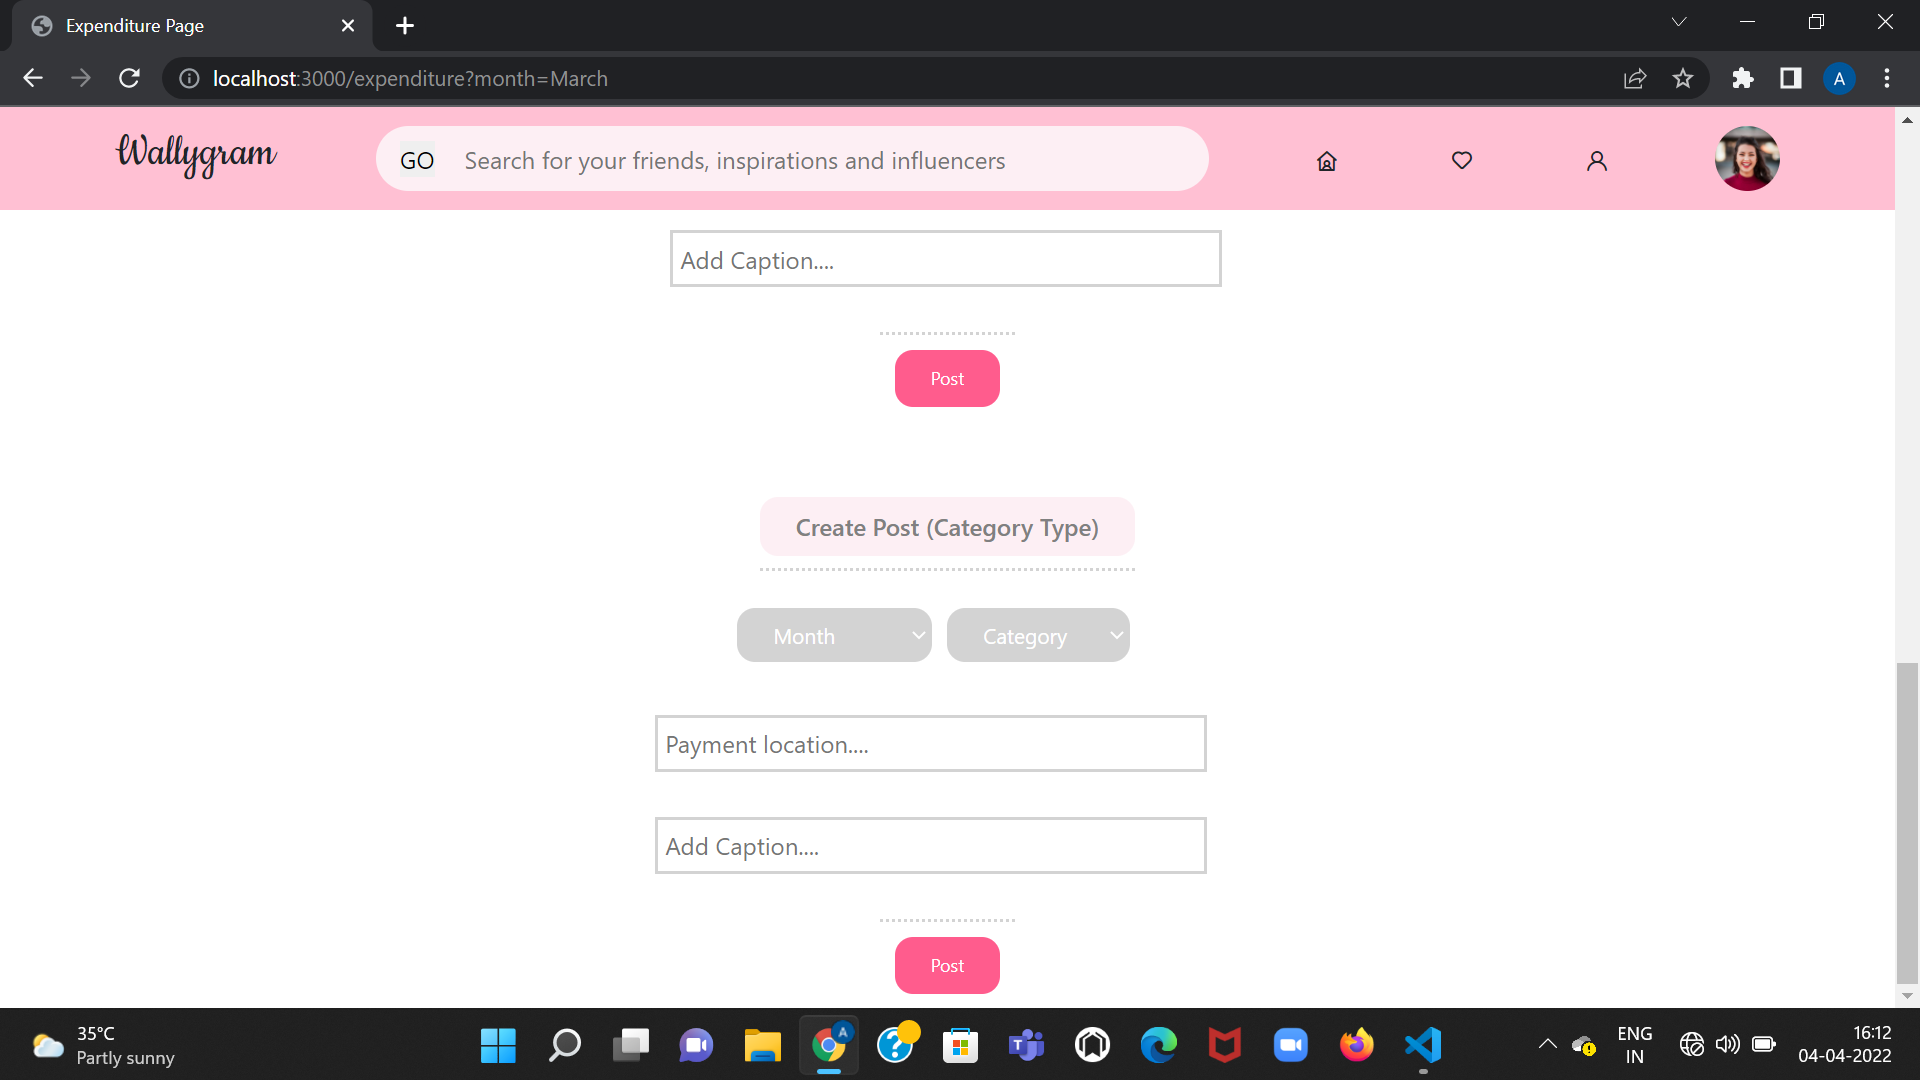 Expenditure Page
localhost:3000/expenditure?month=March
A
Wallygram
GO
Search for your friends, inspirations and influencers
Add Caption....
Post
Create Post (Category Type)
Month
Category
Payment location....
Add Caption....
Post
35°C
Partly sunny
A
?
T
ENG
IN
16:12
04-04-2022